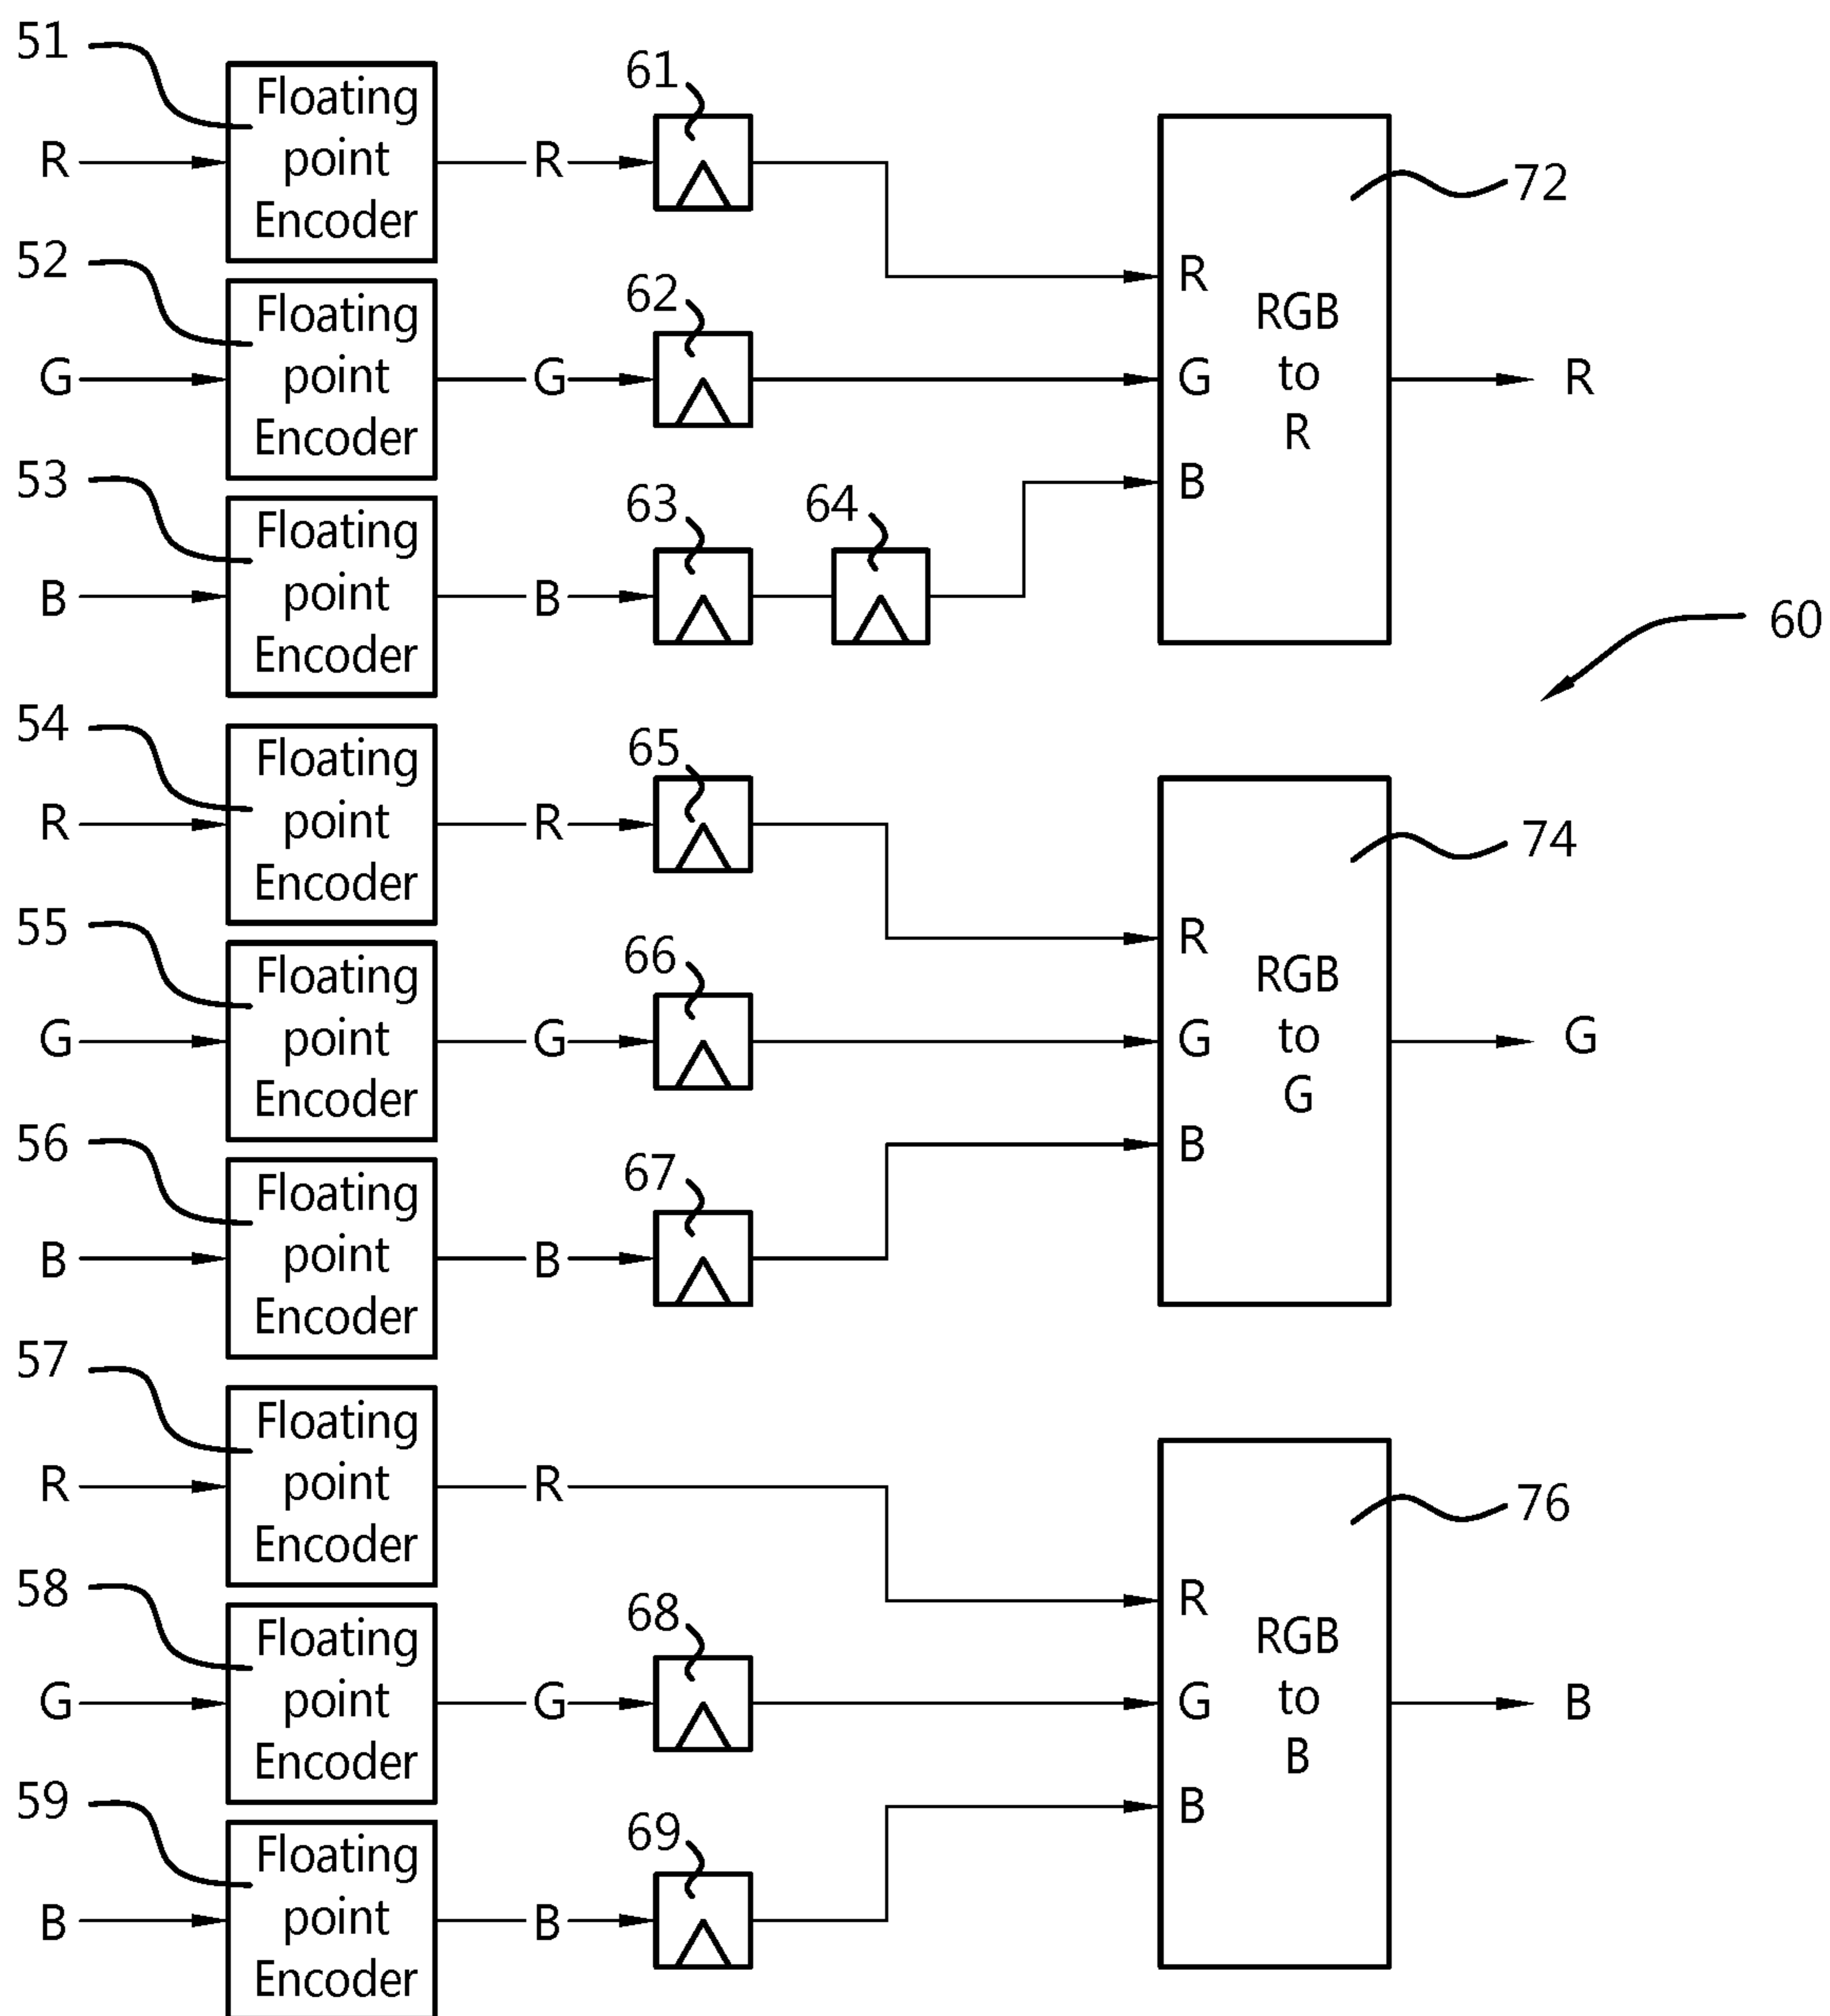 51
Floating
point
Encoder
R
R
61
52
Floating
point
Encoder
G
G
62
53
Floating
point
Encoder
B
B
63
64
R
G
B
RGB
to
R
72
R
60
54
Floating
point
Encoder
R
R
65
55
Floating
point
Encoder
G
G
66
56
Floating
point
Encoder
B
B
67
R
G
B
RGB
to
G
74
G
57
Floating
point
Encoder
R
R
58
Floating
point
Encoder
G
G
68
59
Floating
point
Encoder
B
B
69
R
G
B
RGB
to
B
76
B